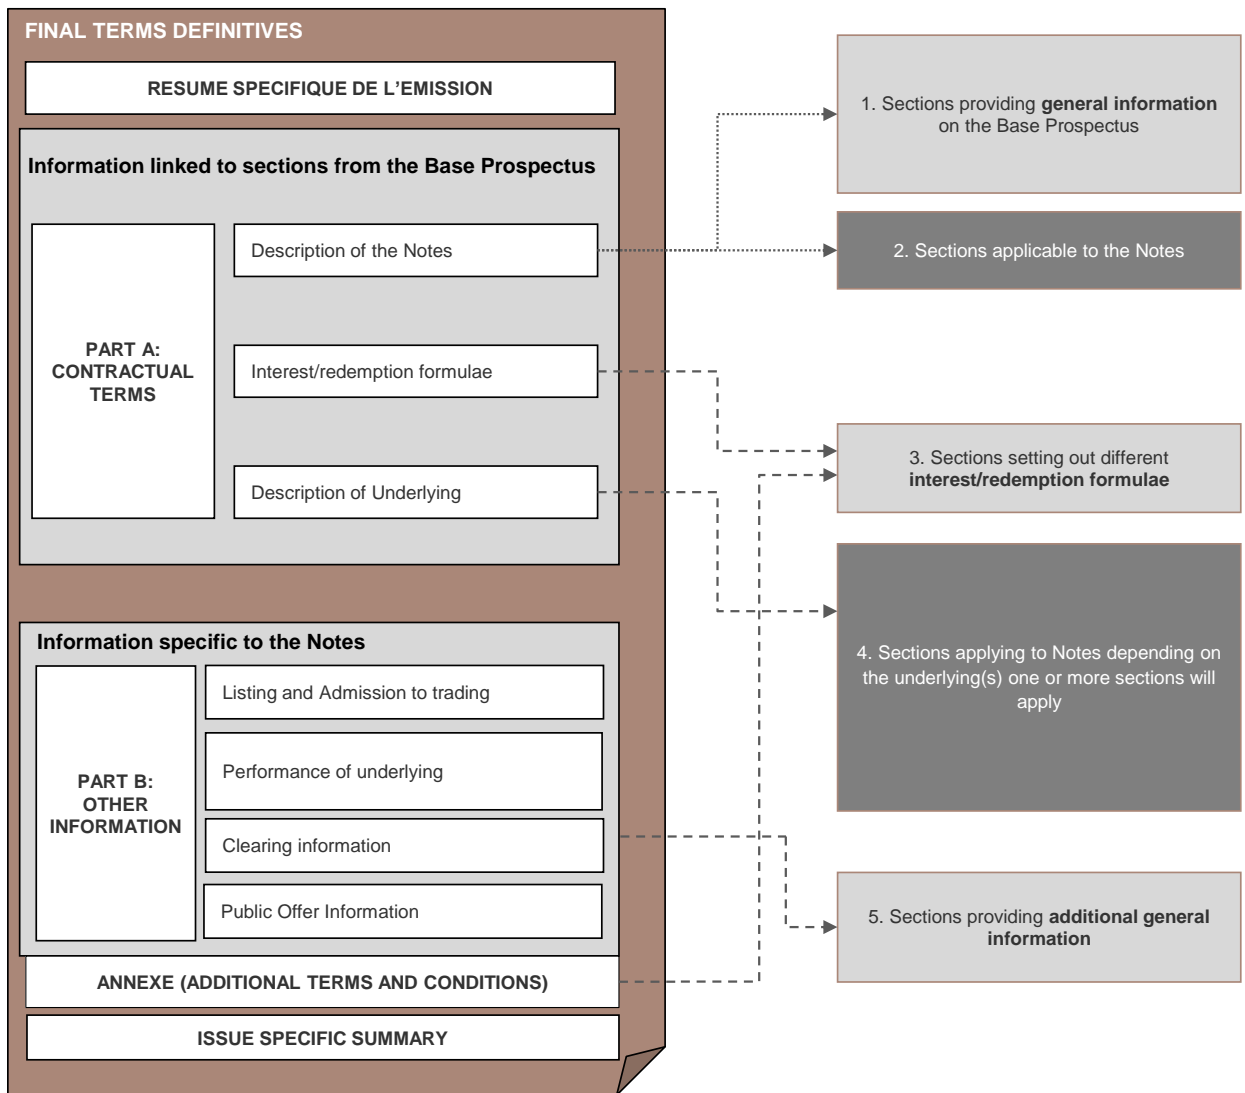 FINAL TERMS DEFINITIVES
RESUME SPECIFIQUE DE L'EMISSION
Information linked to sections from the Base Prospectus
PART A:
CONTRACTUAL
TERMS
Description of the Notes
Interest/redemption formulae
Description of Underlying
Information specific to the Notes
PART B:
OTHER
INFORMATION
Listing and Admission to trading
Performance of underlying
Clearing information
Public Offer Information
ANNEXE (ADDITIONAL TERMS AND CONDITIONS)
ISSUE SPECIFIC SUMMARY
1. Sections providing general information
on the Base Prospectus
2. Sections applicable to the Notes
3. Sections setting out different
interest/redemption formulae
4. Sections applying to Notes depending on
the underlying(s) one or more sections will
apply
5. Sections providing additional general
information